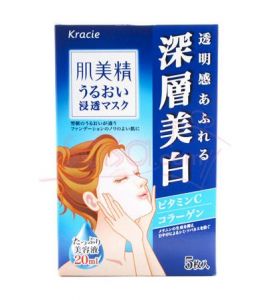 Kracie
肌美精
うるおい
浸透マスク
透明感あふれる
深層美白
ビタミンC
コラーゲン
たっぷり
美容液
20ml
5枚入